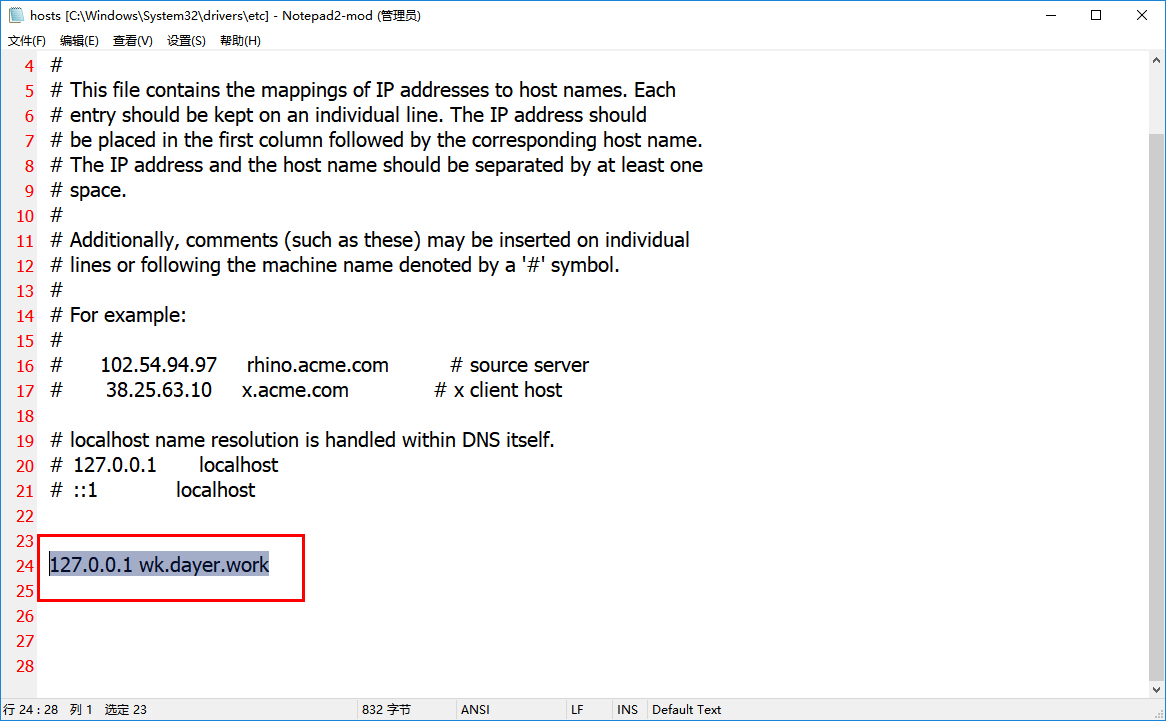 hosts [C:\Windows\System32\drivers\etc] - Notepad2-mod (管理员)
文件(F) 编辑(E) 查看(V) 设置(S) 帮助(H)
4 #
5 # This file contains the mappings of IP addresses to host names. Each
6 # entry should be kept on an individual line. The IP address should
7 # be placed in the first column followed by the corresponding host name.
8 # The IP address and the host name should be separated by at least one
9 # space.
10 #
11 # Additionally, comments (such as these) may be inserted on individual
12 # lines or following the machine name denoted by a '#' symbol.
13 #
14 # For example:
15 #
16 # 102.54.94.97 rhino.acme.com # source server
17 # 38.25.63.10 x.acme.com # x client host
18
19 # localhost name resolution is handled within DNS itself.
20 # 127.0.0.1 localhost
21 # ::1 localhost
22
23
24 127.0.0.1 wk.dayer.work
25
26
27
28
行 24 : 28 列 1 选定 23 832 字节 ANSI LF INS Default Text